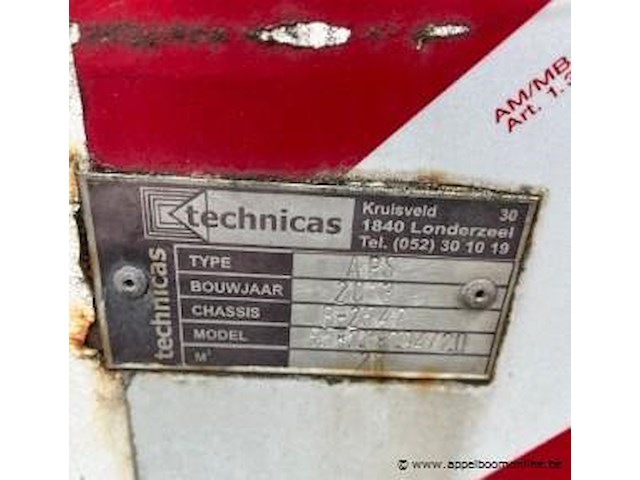 AM/MB
Art. 1.
technicas
Kruisveld 30
1840 Londerzeel
Tel. (052) 30 10 19
technicas
TYPE APS
BOUWJAAR
CHASSIS
MODEL
M³
© www.appelboomonline.be